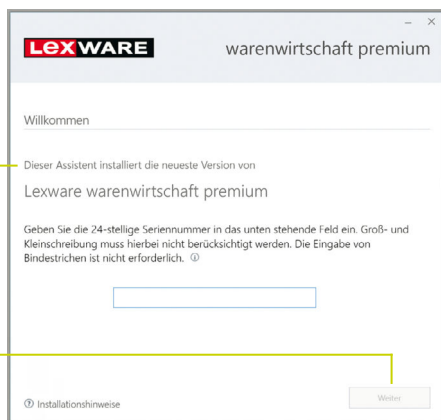 LEXWARE
warenwirtschaft premium
Willkommen
Dieser Assistent installiert die neueste Version von
Lexware warenwirtschaft premium
Geben Sie die 24-stellige Seriennummer in das unten stehende Feld ein. Groß- und
Kleinschreibung muss hierbei nicht berücksichtigt werden. Die Eingabe von
Bindestrichen ist nicht erforderlich.
Installationshinweise
Weiter